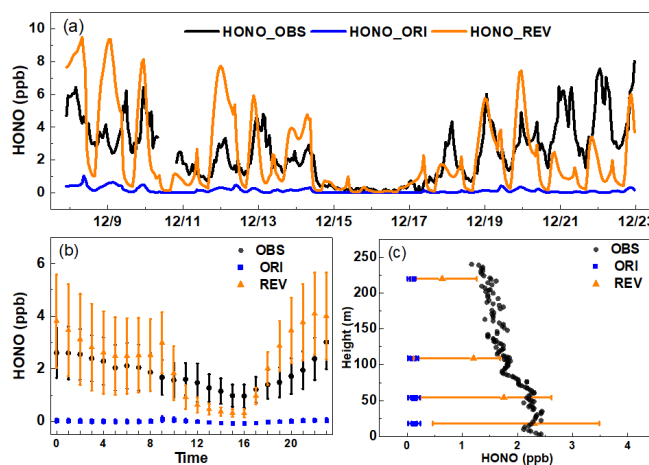 (a) HONO_OBS HONO_ORI HONO_REV
HONO (ppb)
10
8
6
4
2
0
12/9 12/11 12/13 12/15 12/17 12/19 12/21 12/23
(b) OBS
ORI
REV
HONO (ppb)
6
4
2
0
0 4 8 12 16 20
Time
(c) OBS
ORI
REV
Height (m)
250
200
150
100
50
0
0 1 2 3 4
HONO (ppb)